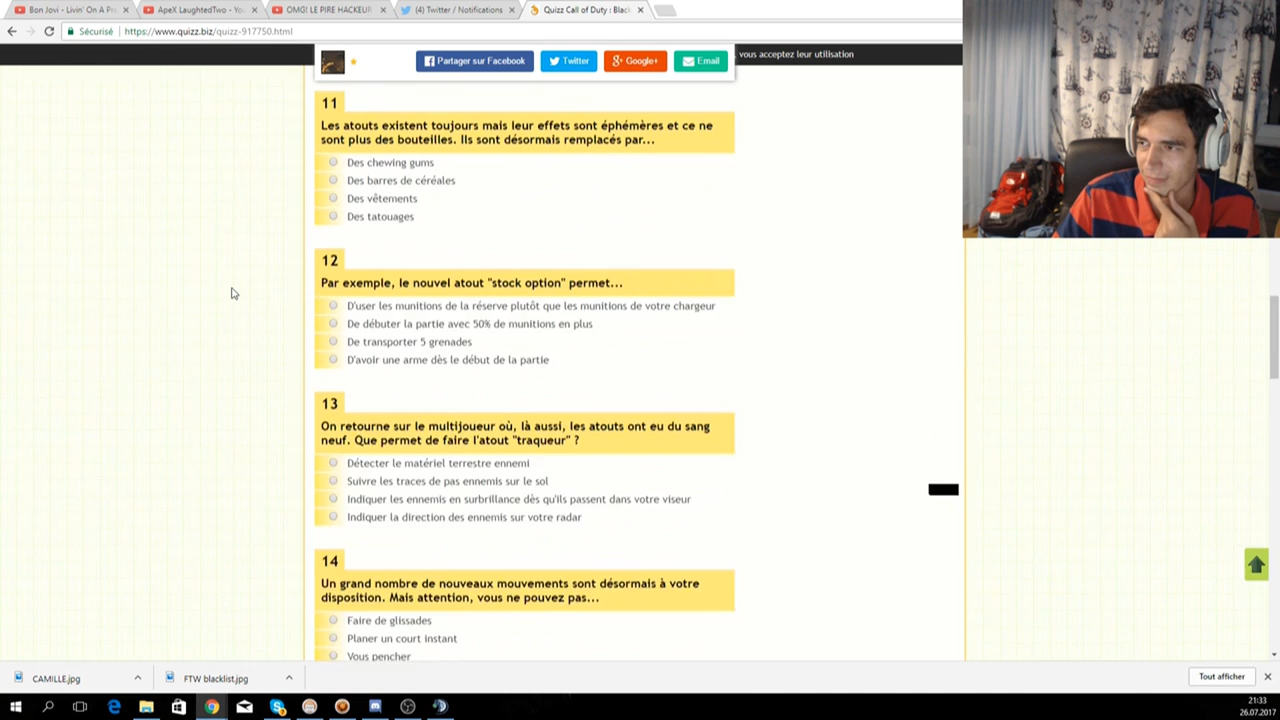 Bon Jovi - Livin' On A Pr
ApeX LaughtedTwo - Yo
OMG! LE PIRE HACKEUR
(4) Twitter / Notifications
Quizz Call of Duty : Blac
Sécurisé
https://www.quizz.biz/quizz-917750.html
Partager sur Facebook
Twitter
Google+
Email
vous acceptez leur utilisation
11
Les atouts existent toujours mais leur effets sont éphémères et ce ne
sont plus des bouteilles. Ils sont désormais remplacés par...
Des chewing gums
Des barres de céréales
Des vêtements
Des tatouages
12
Par exemple, le nouvel atout "stock option" permet...
D'user les munitions de la réserve plutôt que les munitions de votre chargeur
De débuter la partie avec 50% de munitions en plus
De transporter 5 grenades
D'avoir une arme dès le début de la partie
13
On retourne sur le multijoueur où, là aussi, les atouts ont eu du sang
neuf. Que permet de faire l'atout "traqueur" ?
Détecter le matériel terrestre ennemi
Suivre les traces de pas ennemis sur le sol
Indiquer les ennemis en surbrillance dès qu'ils passent dans votre viseur
Indiquer la direction des ennemis sur votre radar
14
Un grand nombre de nouveaux mouvements sont désormais à votre
disposition. Mais attention, vous ne pouvez pas...
Faire de glissades
Planer un court instant
Vous pencher
CAMILLE.jpg
FTW blacklist.jpg
Tout afficher
21:33
26.07.2017